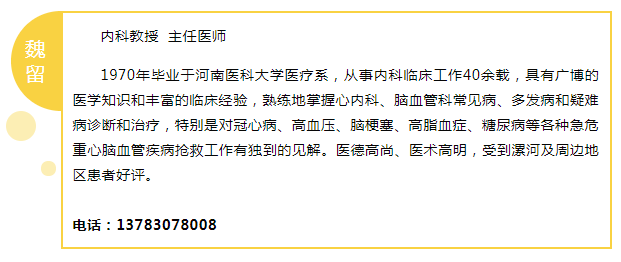 魏
留
内科教授 主任医师
1970年毕业于河南医科大学医疗系，从事内科临床工作40余载，具有广博的
医学知识和丰富的临床经验，熟练地掌握心内科、脑血管科常见病、多发病和疑难
病诊断和治疗，特别是对冠心病、高血压、脑梗塞、高脂血症、糖尿病等各种急危
重心脑血管疾病抢救工作有独到的见解。医德高尚、医术高明，受到漯河及周边地
区患者好评。
电话：13783078008